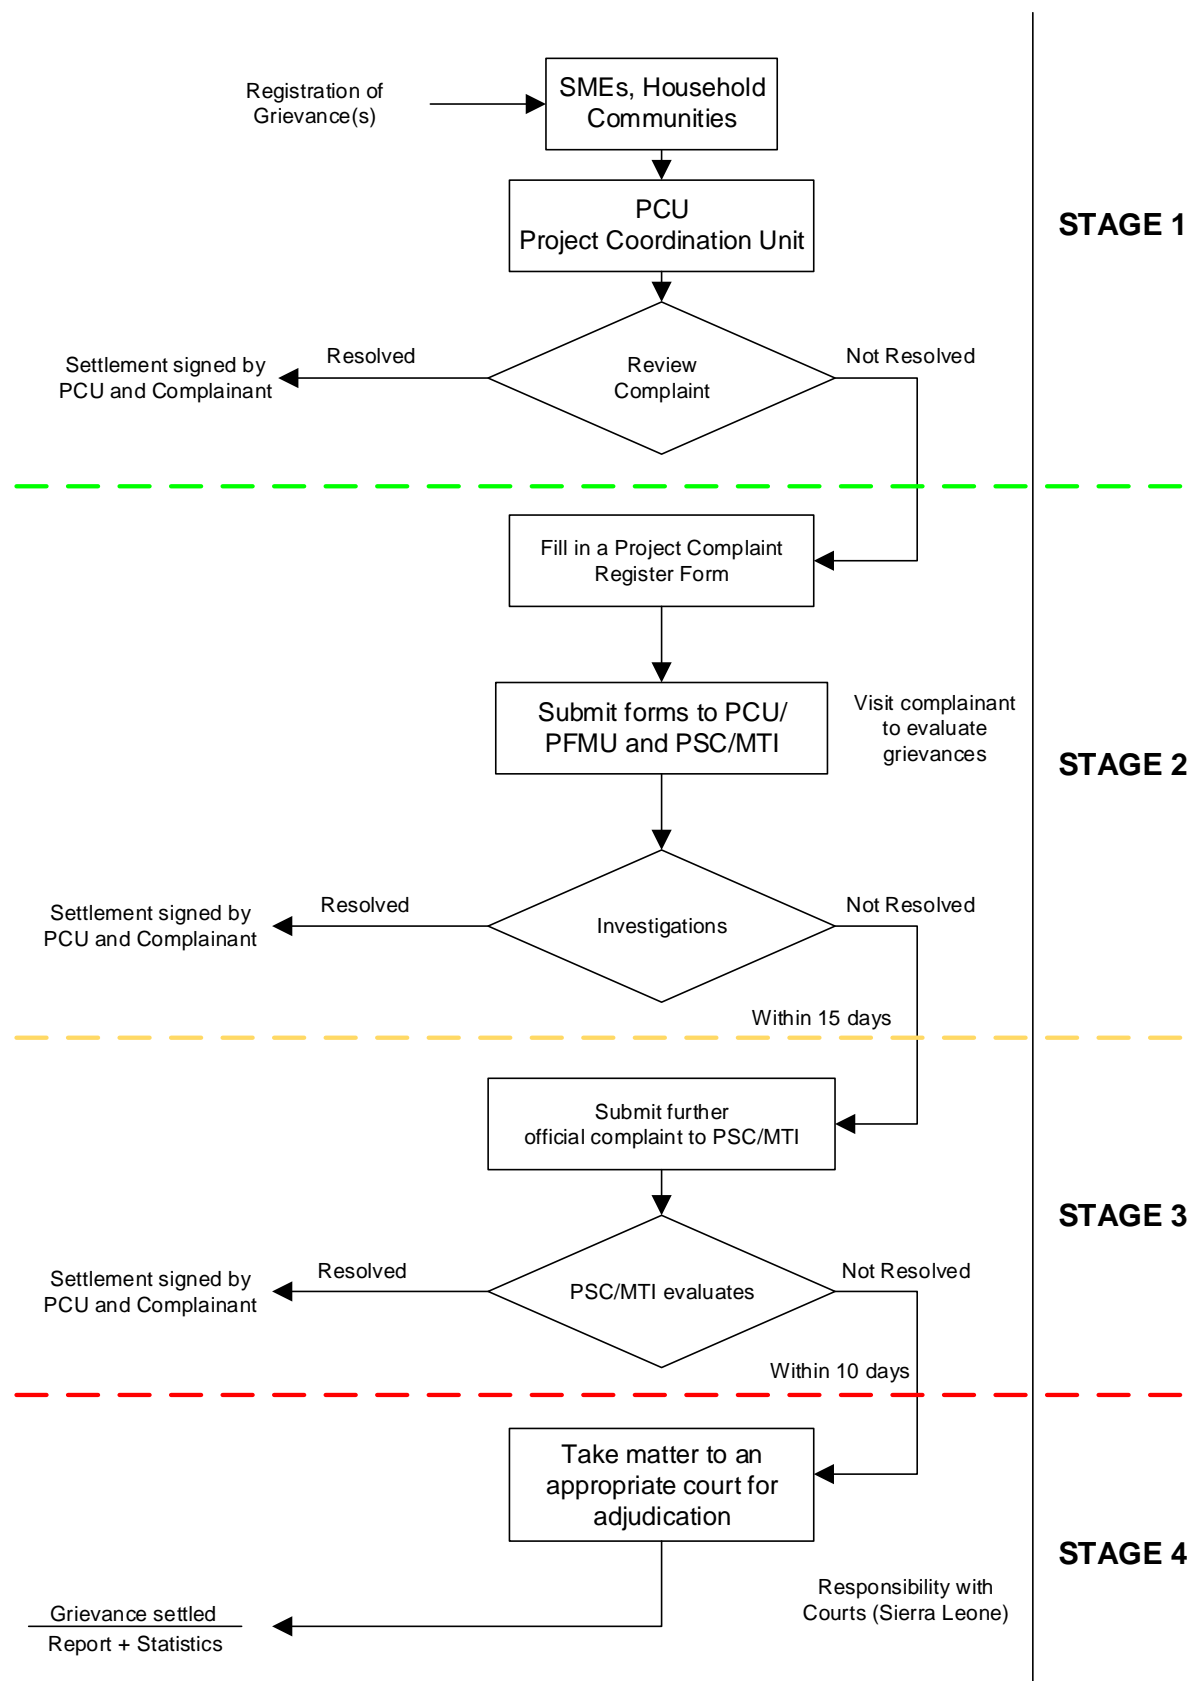 Registration of
Grievance(s)
SMEs, Household
Communities
PCU
Project Coordination Unit
STAGE 1
Settlement signed by
PCU and Complainant
Resolved
Review
Complaint
Not Resolved
Fill in a Project Complaint
Register Form
Submit forms to PCU/
PFMU and PSC/MTI
Visit complainant
to evaluate
grievances
STAGE 2
Settlement signed by
PCU and Complainant
Resolved
Investigations
Not Resolved
Within 15 days
Submit further
official complaint to PSC/MTI
STAGE 3
Settlement signed by
PCU and Complainant
Resolved
PSC/MTI evaluates
Not Resolved
Within 10 days
Take matter to an
appropriate court for
adjudication
STAGE 4
Responsibility with
Courts (Sierra Leone)
Grievance settled
Report + Statistics